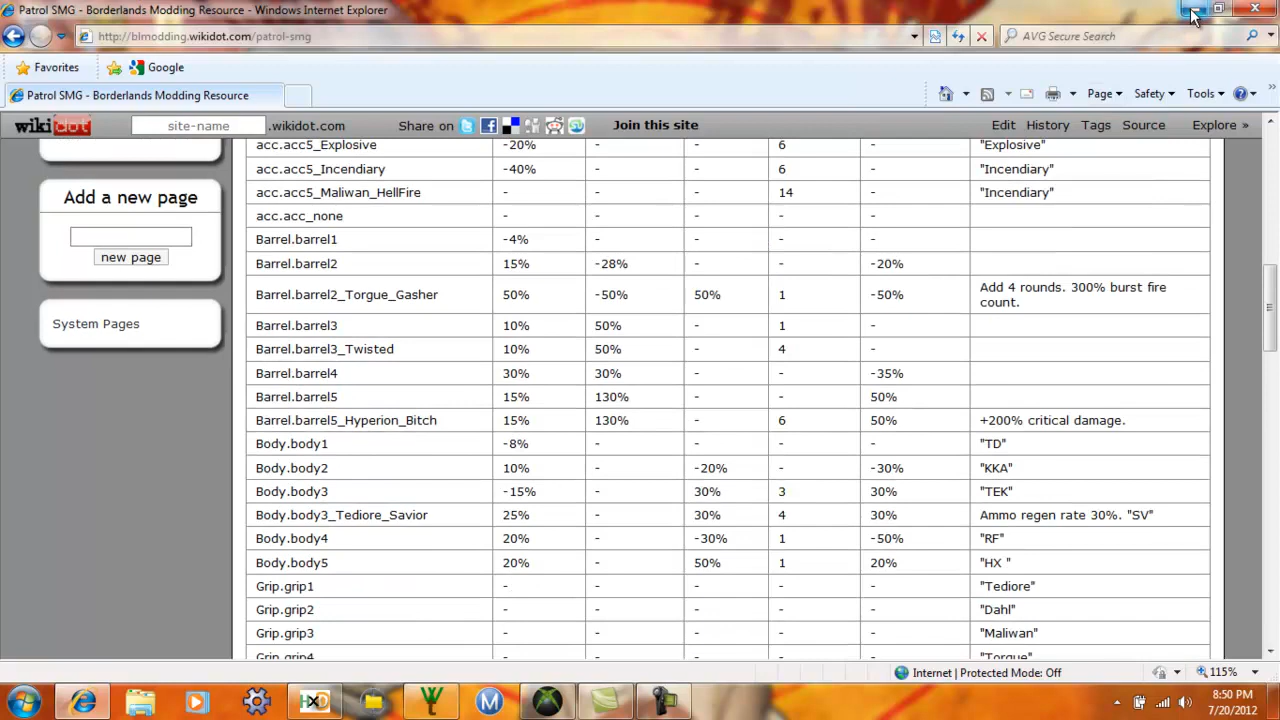 Patrol SMG - Borderlands Modding Resource - Windows Internet Explorer
http://blmodding.wikidot.com/patrol-smg
AVG Secure Search
Favorites Google
Patrol SMG - Borderlands Modding Resource Page Safety Tools
wikidot site-name .wikidot.com Share on Join this site Edit History Tags Source Explore »
acc.acc5_Explosive -20% - - 6 - "Explosive"
acc.acc5_Incendiary -40% - - 6 - "Incendiary"
acc.acc5_Maliwan_HellFire - - - 14 - "Incendiary"
acc.acc_none - - - - -
Barrel.barrel1 -4% - - - -
Barrel.barrel2 15% -28% - - -20%
Barrel.barrel2_Torgue_Gasher 50% -50% 50% 1 -50% Add 4 rounds. 300% burst fire
count.
Barrel.barrel3 10% 50% - 1 -
Barrel.barrel3_Twisted 10% 50% - 4 -
Barrel.barrel4 30% 30% - - -35%
Barrel.barrel5 15% 130% - - 50%
Barrel.barrel5_Hyperion_Bitch 15% 130% - 6 50% +200% critical damage.
Body.body1 -8% - - - - "TD"
Body.body2 10% - -20% - -30% "KKA"
Body.body3 -15% - 30% 3 30% "TEK"
Body.body3_Tediore_Savior 25% - 30% 4 30% Ammo regen rate 30%. "SV"
Body.body4 20% - -30% 1 -50% "RF"
Body.body5 20% - 50% 1 20% "HX "
Grip.grip1 - - - - - "Tediore"
Grip.grip2 - - - - - "Dahl"
Grip.grip3 - - - - - "Maliwan"
Grip.grip4 - - - - - "Torgue"
Add a new page
new page
System Pages
Internet | Protected Mode: Off 115%
8:50 PM
7/20/2012